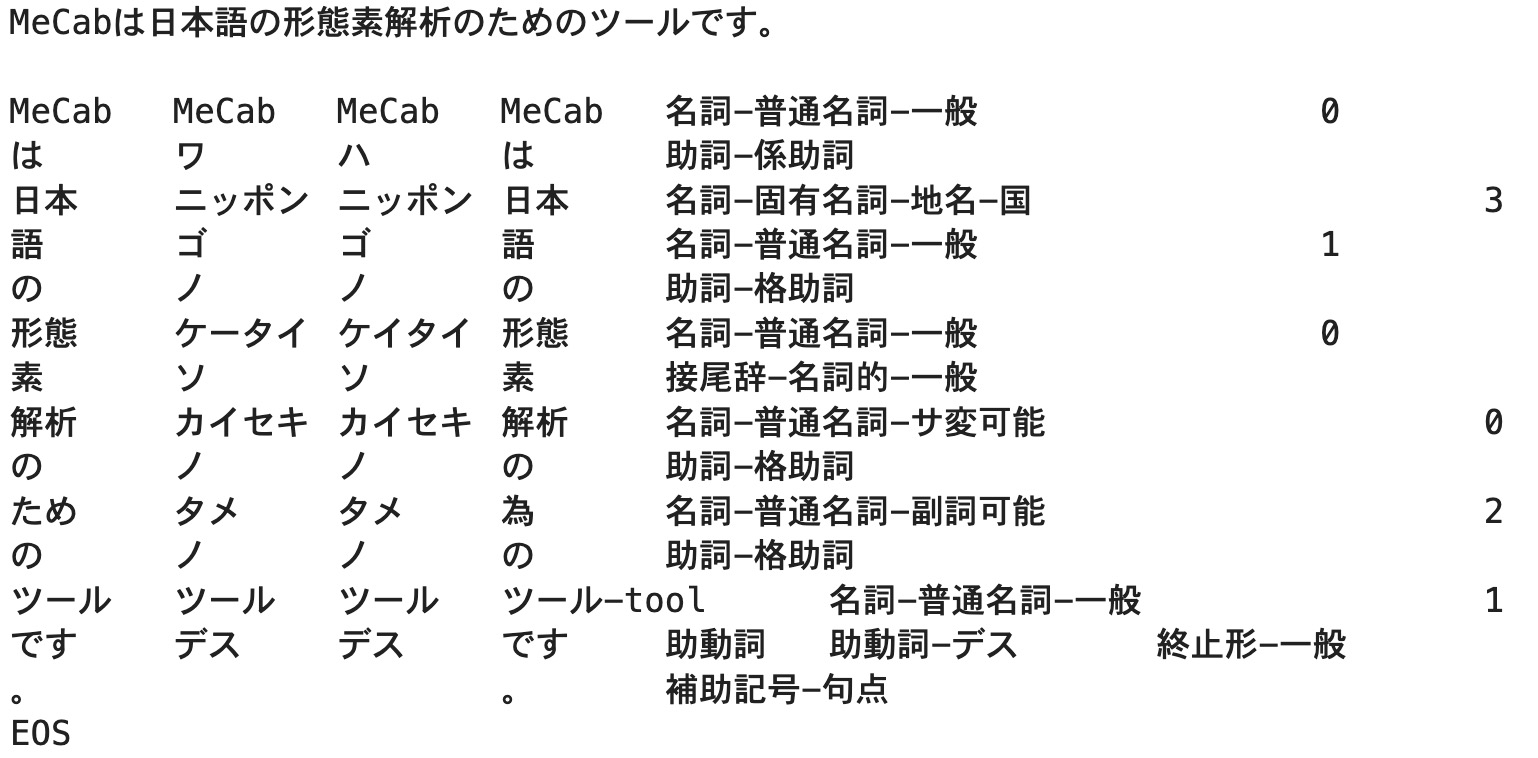 MeCabは日本語の形態素解析のためのツールです。
MeCab MeCab MeCab MeCab 名詞-普通名詞-一般 0
は ワ ハ は 助詞-係助詞
日本 ニッポン ニッポン 日本 名詞-固有名詞-地名-国 3
語 ゴ ゴ 語 名詞-普通名詞-一般 1
の ノ ノ の 助詞-格助詞
形態 ケータイ ケイタイ 形態 名詞-普通名詞-一般 0
素 ソ ソ 素 接尾辞-名詞的-一般
解析 カイセキ カイセキ 解析 名詞-普通名詞-サ変可能 0
の ノ ノ の 助詞-格助詞
ため タメ タメ 為 名詞-普通名詞-副詞可能 2
の ノ ノ の 助詞-格助詞
ツール ツール ツール ツール-tool 名詞-普通名詞-一般 1
です デス デス です 助動詞 助動詞-デス 終止形-一般
。 。 補助記号-句点
EOS